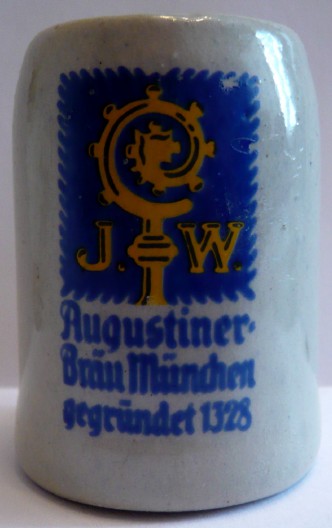 J. W.
Augustiner-
Bräu München
gegründet 1328